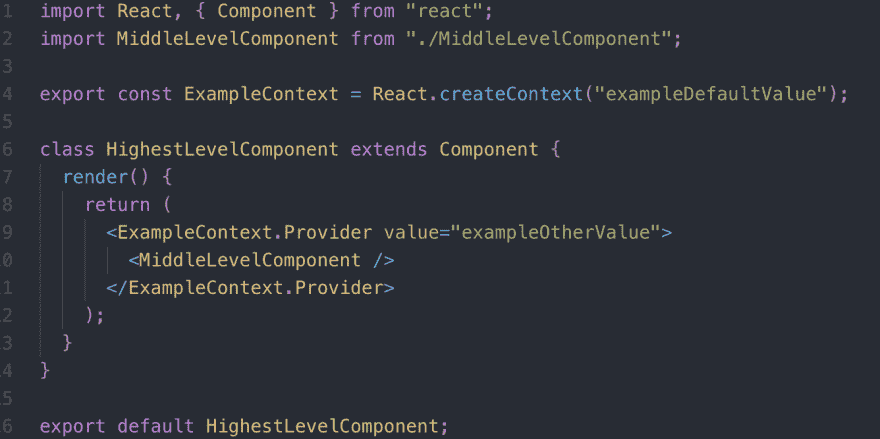 1 import React, { Component } from "react";
2 import MiddleLevelComponent from "./MiddleLevelComponent";
3
4 export const ExampleContext = React.createContext("exampleDefaultValue");
5
6 class HighestLevelComponent extends Component {
7   render() {
8     return (
9       <ExampleContext.Provider value="exampleOtherValue">
0         <MiddleLevelComponent />
1       </ExampleContext.Provider>
2     );
3   }
4 }
5
6 export default HighestLevelComponent;